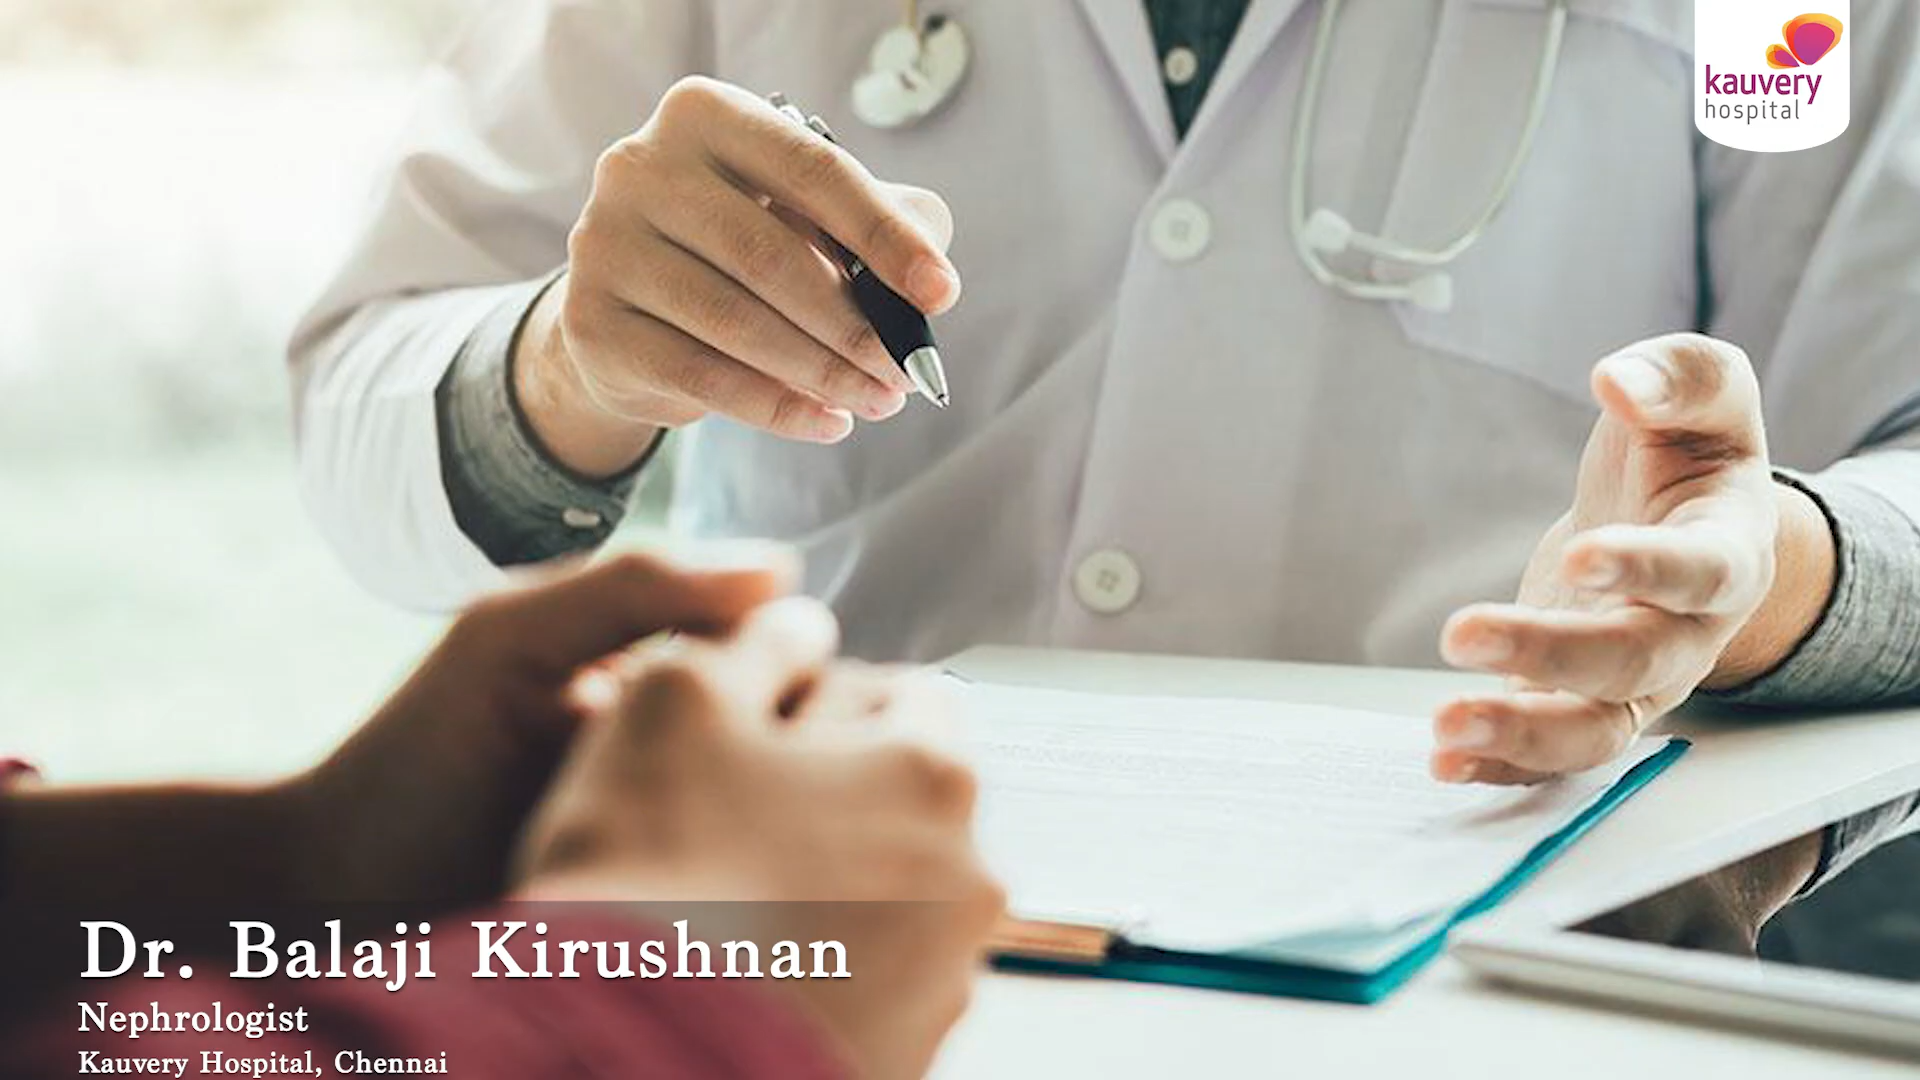 kauvery
hospital
Dr. Balaji Kirushnan
Nephrologist
Kauvery Hospital, Chennai